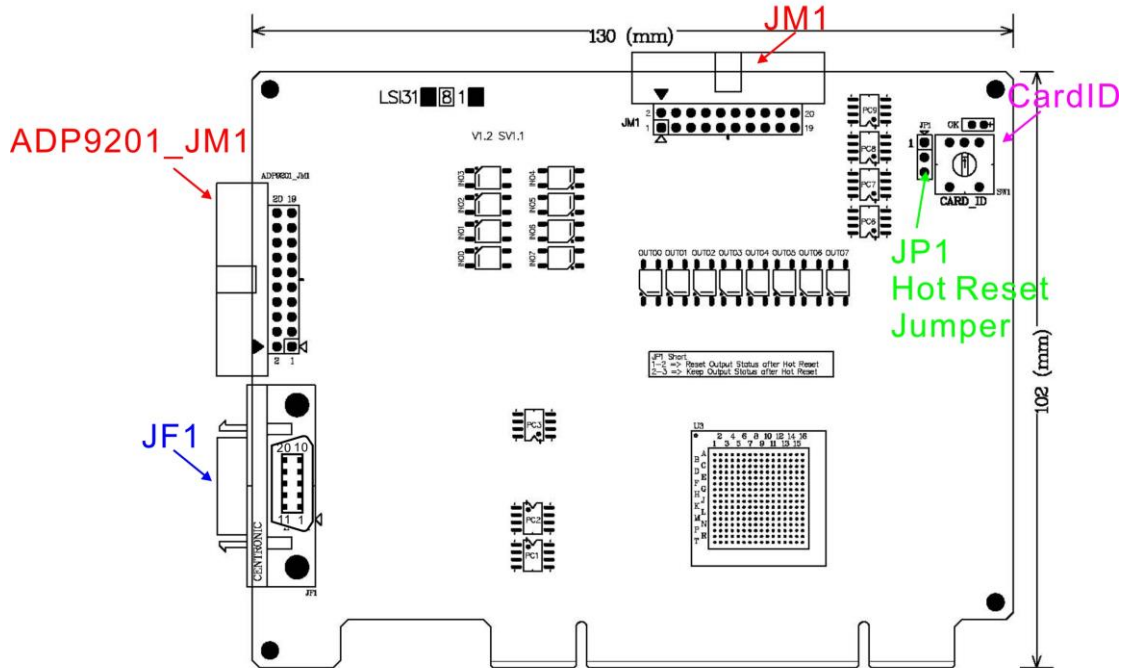 130 (mm)
JM1
CardID
ADP9201_JM1
LSI31 8 1
V1.2 SV1.1
ADP9201_JM1
20 19
2 1
JM1
2 20
1 19
PC9
PC8
PC7
PC6
JP1
1
OK +
SW1
CARD_ID
IN03 IN04
IN02 IN05
IN01 IN06
IN00 IN07
OUT00 OUT01 OUT02 OUT03 OUT04 OUT05 OUT06 OUT07
JP1
Hot Reset
Jumper
JP1 Short
1-2 => Reset Output Status after Hot Reset
2-3 => Keep Output Status after Hot Reset
102 (mm)
JF1
20 10
11 1
CENTRONIC
JF1
PC3
PC2
PC1
U3
2 4 6 8 10 12 14 16
1 3 5 7 9 11 13 15
A
B
C
D
E
F
G
H
J
K
L
M
N
P
R
T